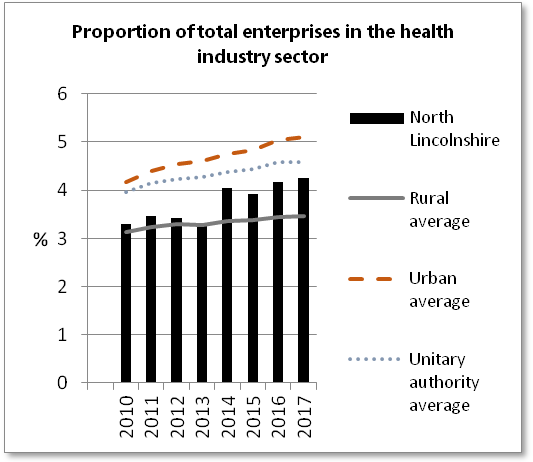 Proportion of total enterprises in the health
industry sector
6
5
4
3
2
1
0
%
2010
2011
2012
2013
2014
2015
2016
2017
North
Lincolnshire
Rural
average
Urban
average
Unitary
authority
average